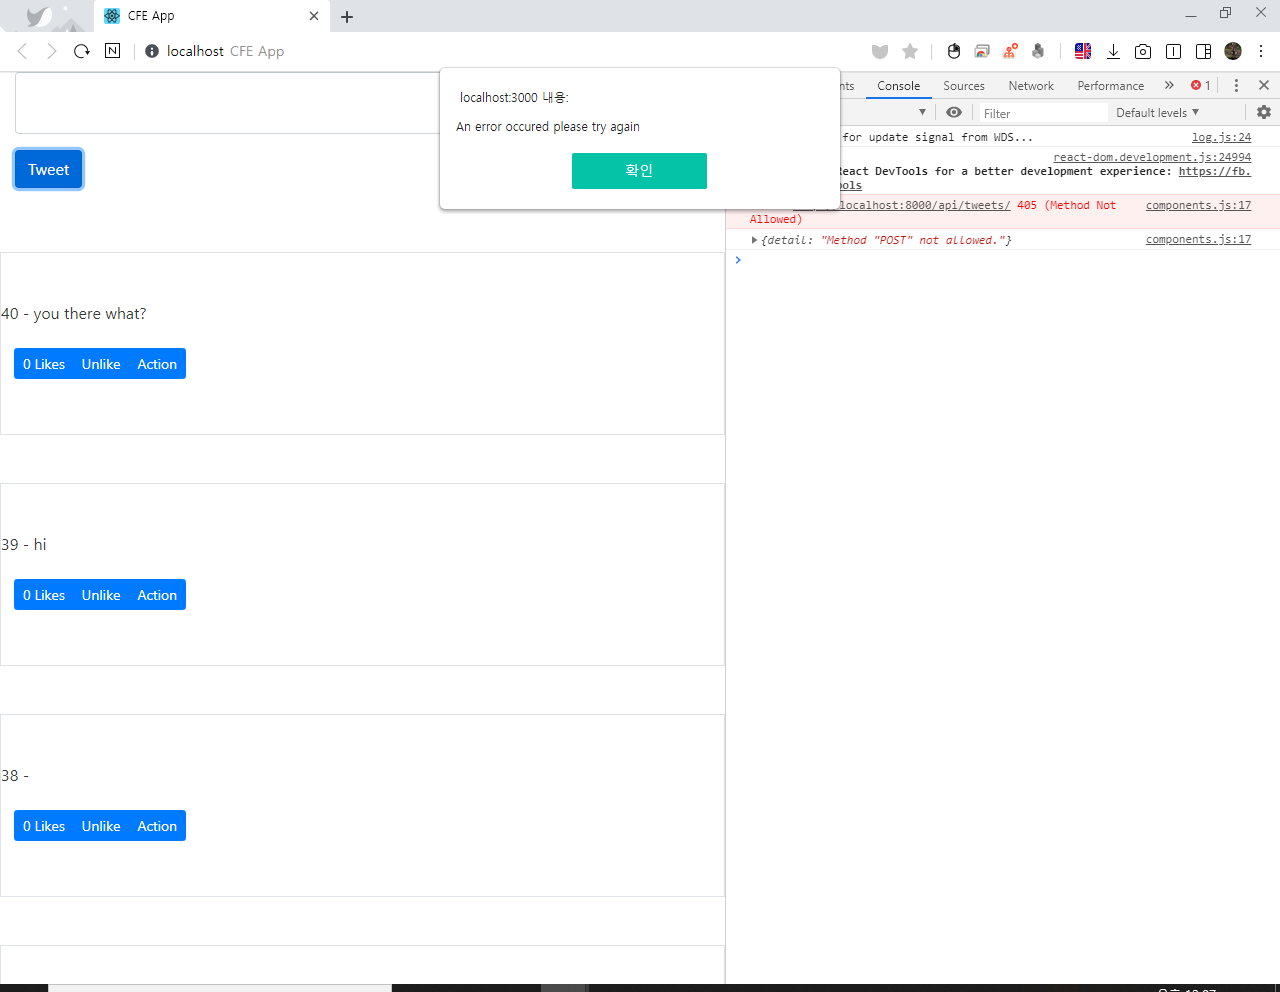 CFE App
localhost CFE App
localhost:3000 내용:
An error occured please try again
확인
Tweet
40 - you there what?
0 Likes Unlike Action
39 - hi
0 Likes Unlike Action
38 -
0 Likes Unlike Action
nts Console Sources Network Performance » 1
Filter Default levels ▼
for update signal from WDS... log.js:24
react-dom.development.js:24994
React DevTools for a better development experience: https://fb.
ools
localhost:8000/api/tweets/ 405 (Method Not Allowed) components.js:17
{detail: "Method "POST" not allowed."} components.js:17